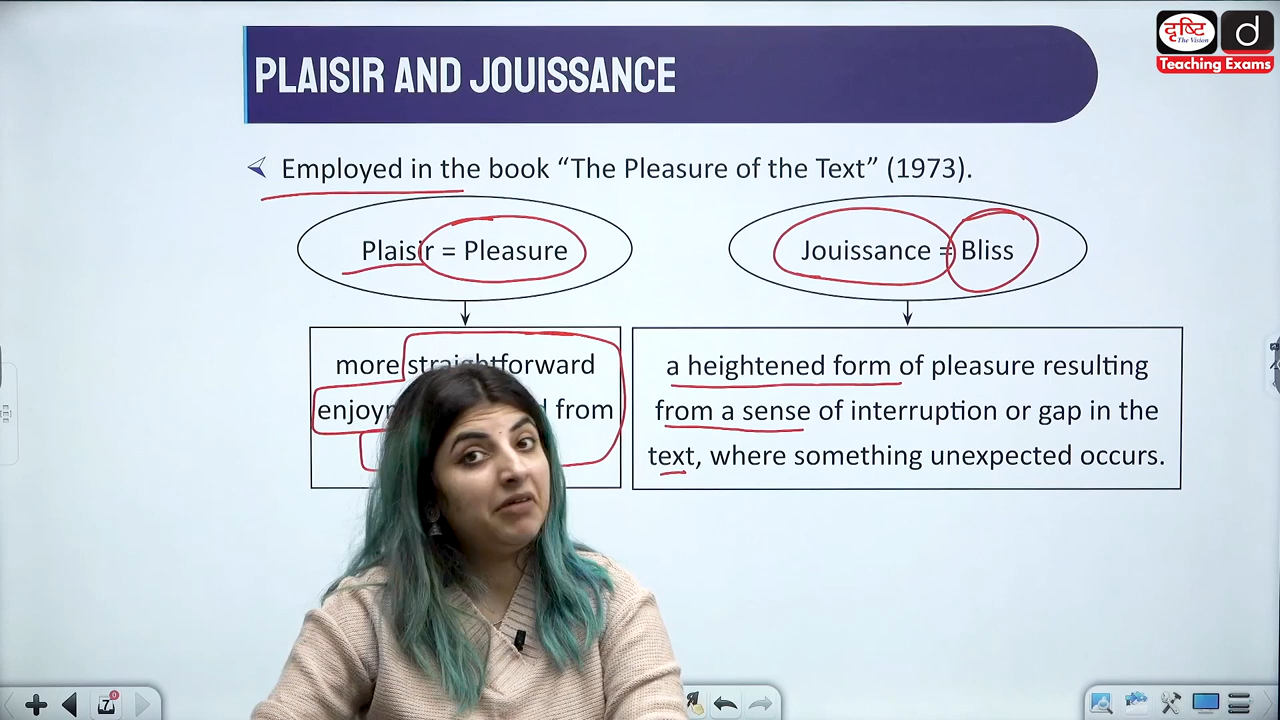 दृष्टि
The Vision
d
Teaching Exams
PLAISIR AND JOUISSANCE
Employed in the book “The Pleasure of the Text” (1973).
Plaisir = Pleasure
Jouissance = Bliss
more straightforward
from
a heightened form of pleasure resulting
from a sense of interruption or gap in the
text, where something unexpected occurs.
7
0